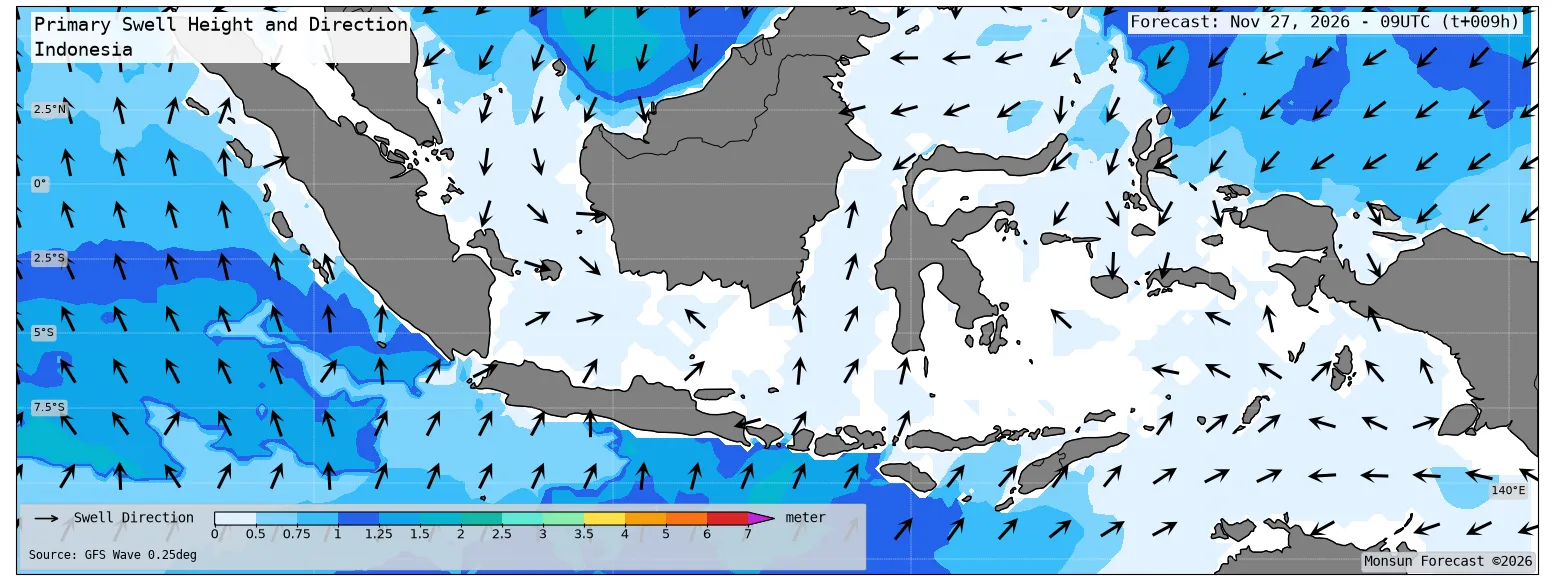 Primary Swell Height and Direction
Indonesia
Forecast: Nov 27, 2026 - 09UTC (t+009h)
2.5°N
0°
2.5°S
5°S
7.5°S
140°E
Swell Direction
0 0.5 0.75 1 1.25 1.5 2 2.5 3 3.5 4 5 6 7
meter
Source: GFS Wave 0.25deg
Monsun Forecast ©2026